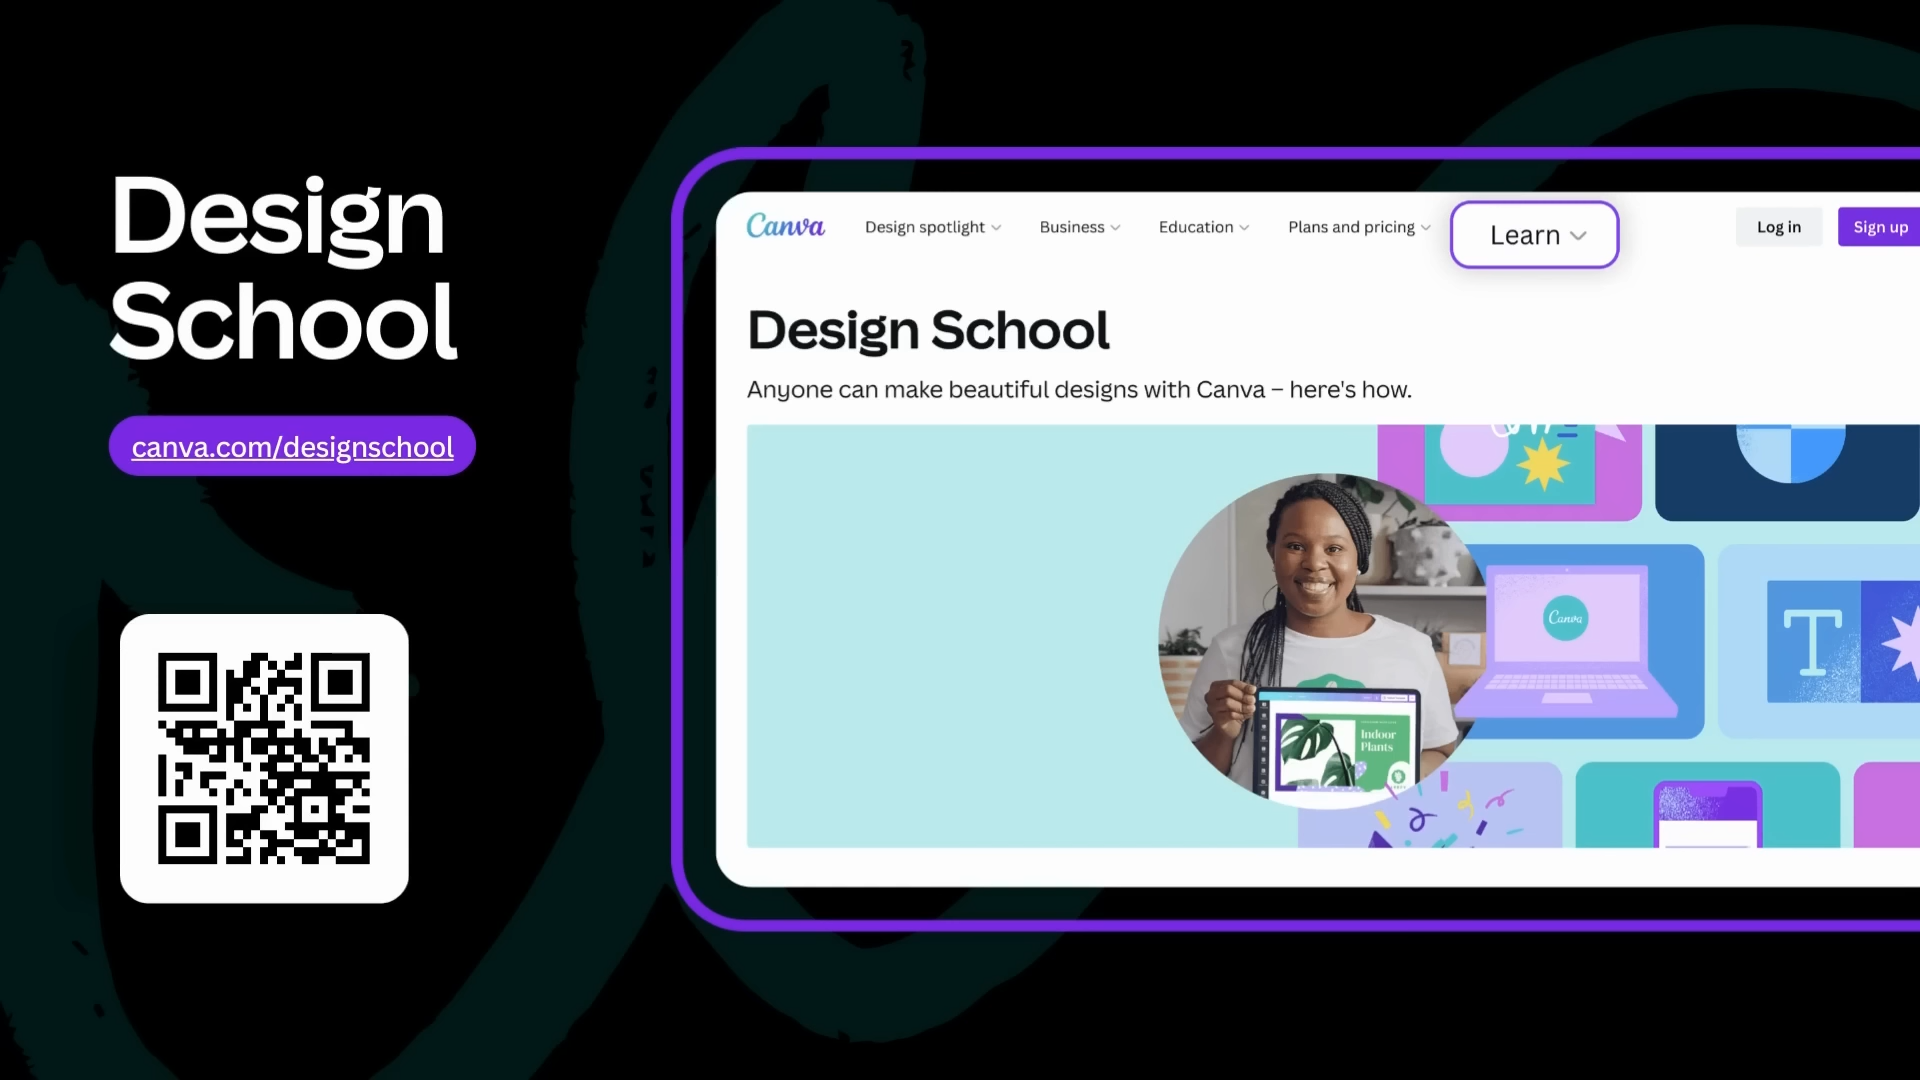 Design
School
canva.com/designschool
Canva
Design spotlight
Business
Education
Plans and pricing
Learn
Log in
Sign up
Design School
Anyone can make beautiful designs with Canva – here's how.
Canva
T
Indoor
Plants